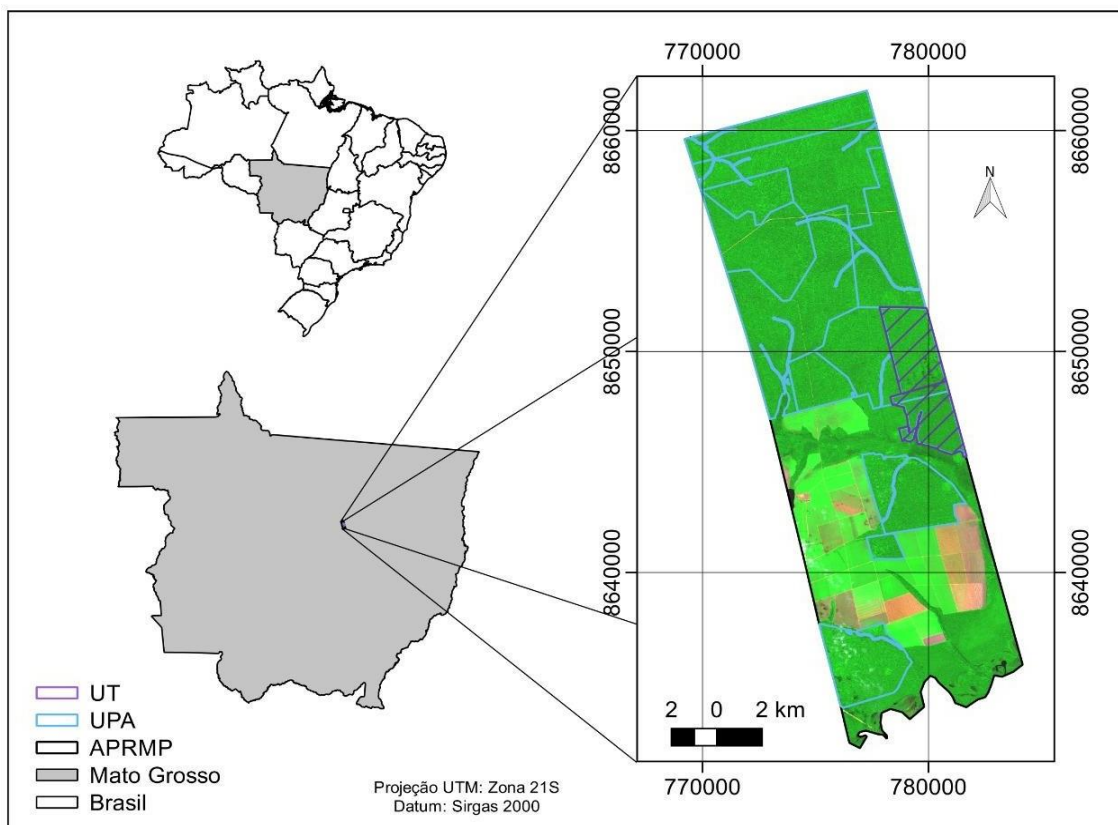 770000
780000
8660000
8660000
N
8650000
8650000
8640000
8640000
UT
UPA
APRMP
Mato Grosso
Brasil
Projeção UTM: Zona 21S
Datum: Sirgas 2000
2 0 2 km
770000
780000